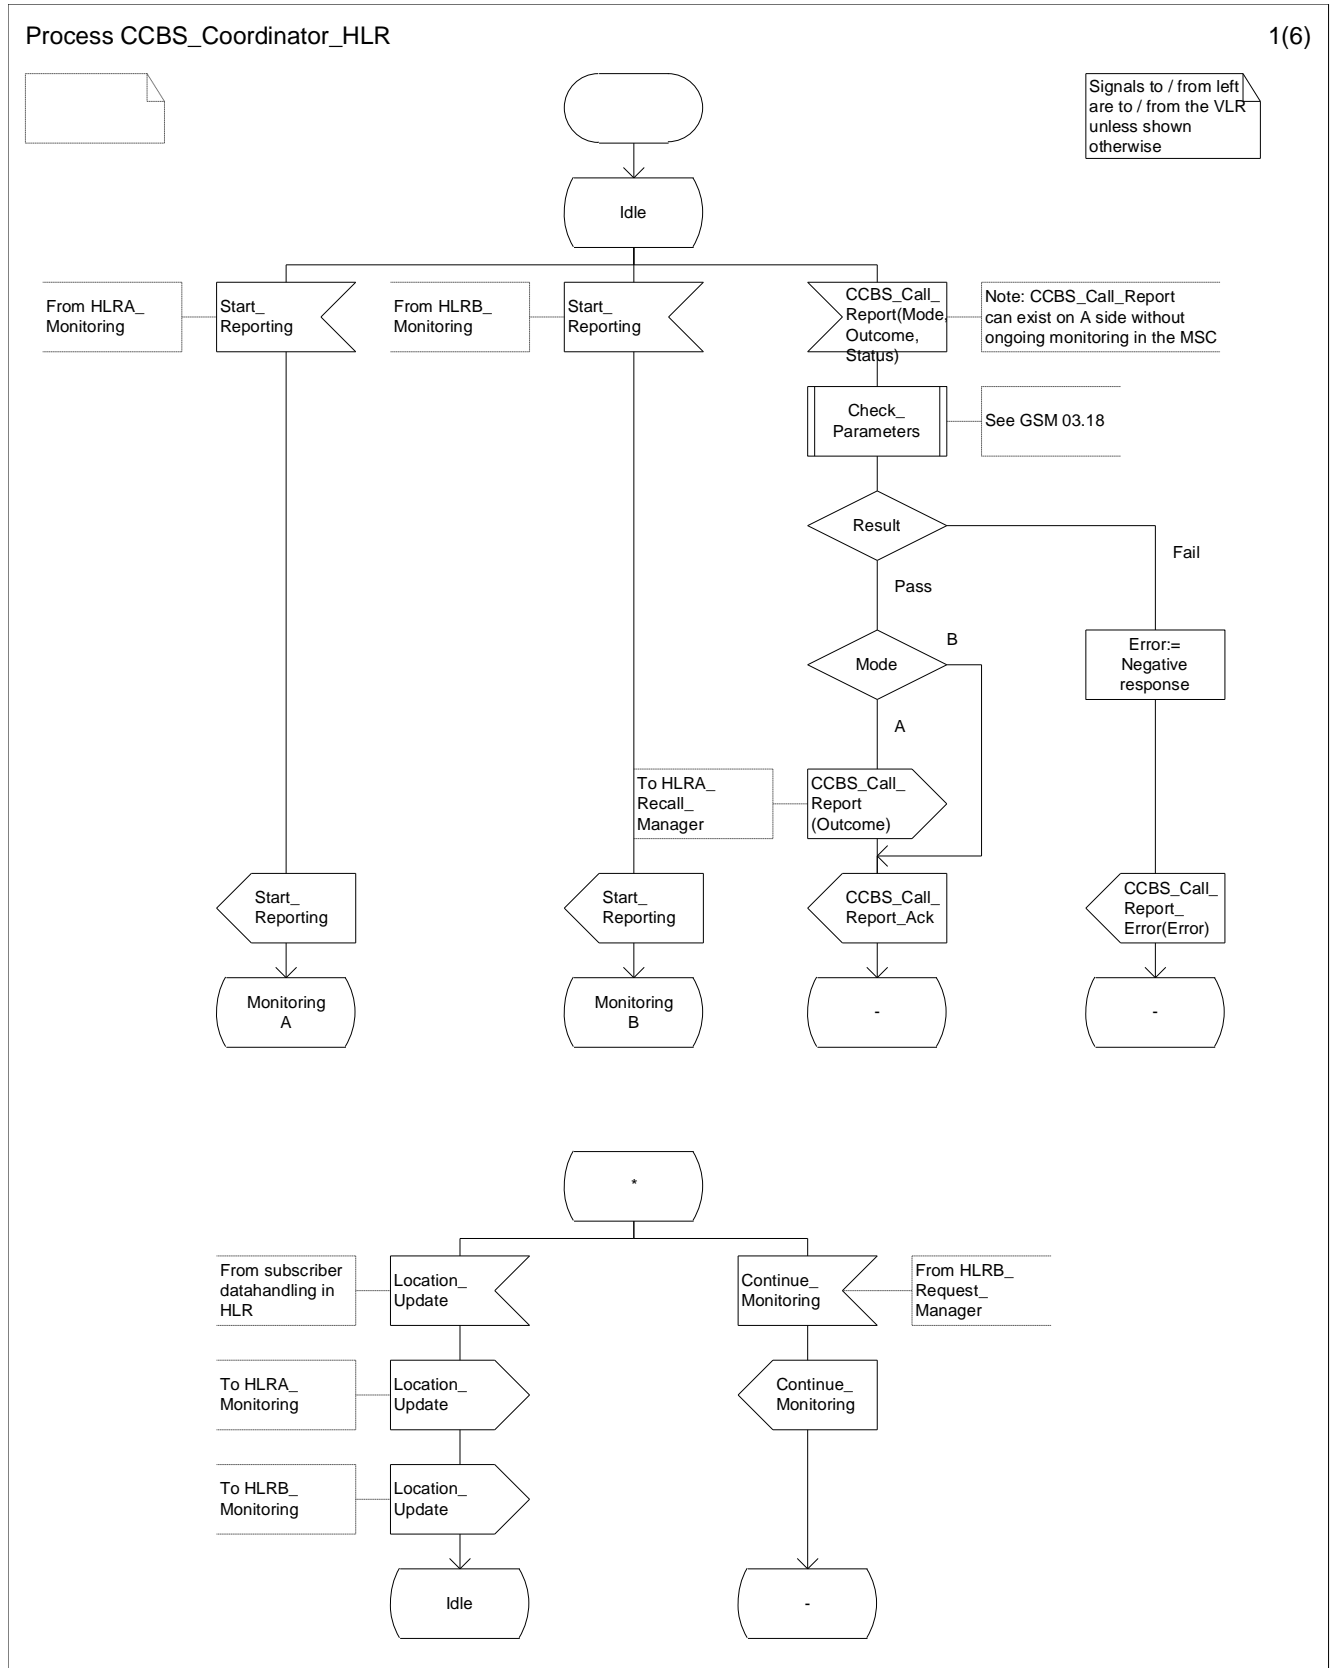 Process CCBS_Coordinator_HLR
1(6)
Signals to / from left
are to / from the VLR
unless shown
otherwise
Idle
From HLRA_
Monitoring
Start_
Reporting
From HLRB_
Monitoring
Start_
Reporting
CCBS_Call_
Report(Mode,
Outcome,
Status)
Note: CCBS_Call_Report
can exist on A side without
ongoing monitoring in the MSC
Check_
Parameters
See GSM 03.18
Result
Fail
Pass
B
Mode
Error:=
Negative
response
A
To HLRA_
Recall_
Manager
CCBS_Call_
Report
(Outcome)
Start_
Reporting
Start_
Reporting
CCBS_Call_
Report_Ack
CCBS_Call_
Report_
Error(Error)
Monitoring
A
Monitoring
B
-
-
*
From subscriber
datahandling in
HLR
Location_
Update
Continue_
Monitoring
From HLRB_
Request_
Manager
To HLRA_
Monitoring
Location_
Update
Continue_
Monitoring
To HLRB_
Monitoring
Location_
Update
Idle
-